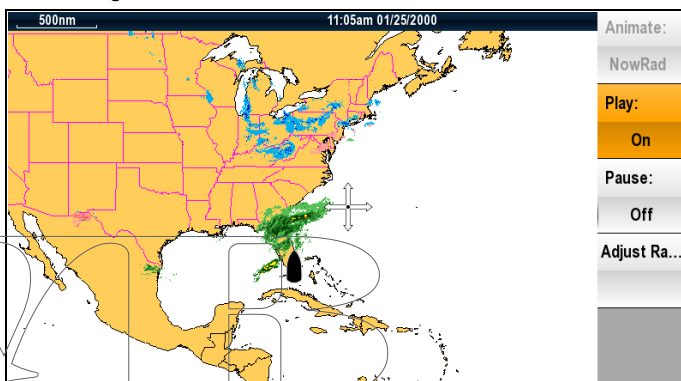 500nm
11:05am 01/25/2000
Animate:
NowRad
Play:
On
Pause:
Off
Adjust Ra...